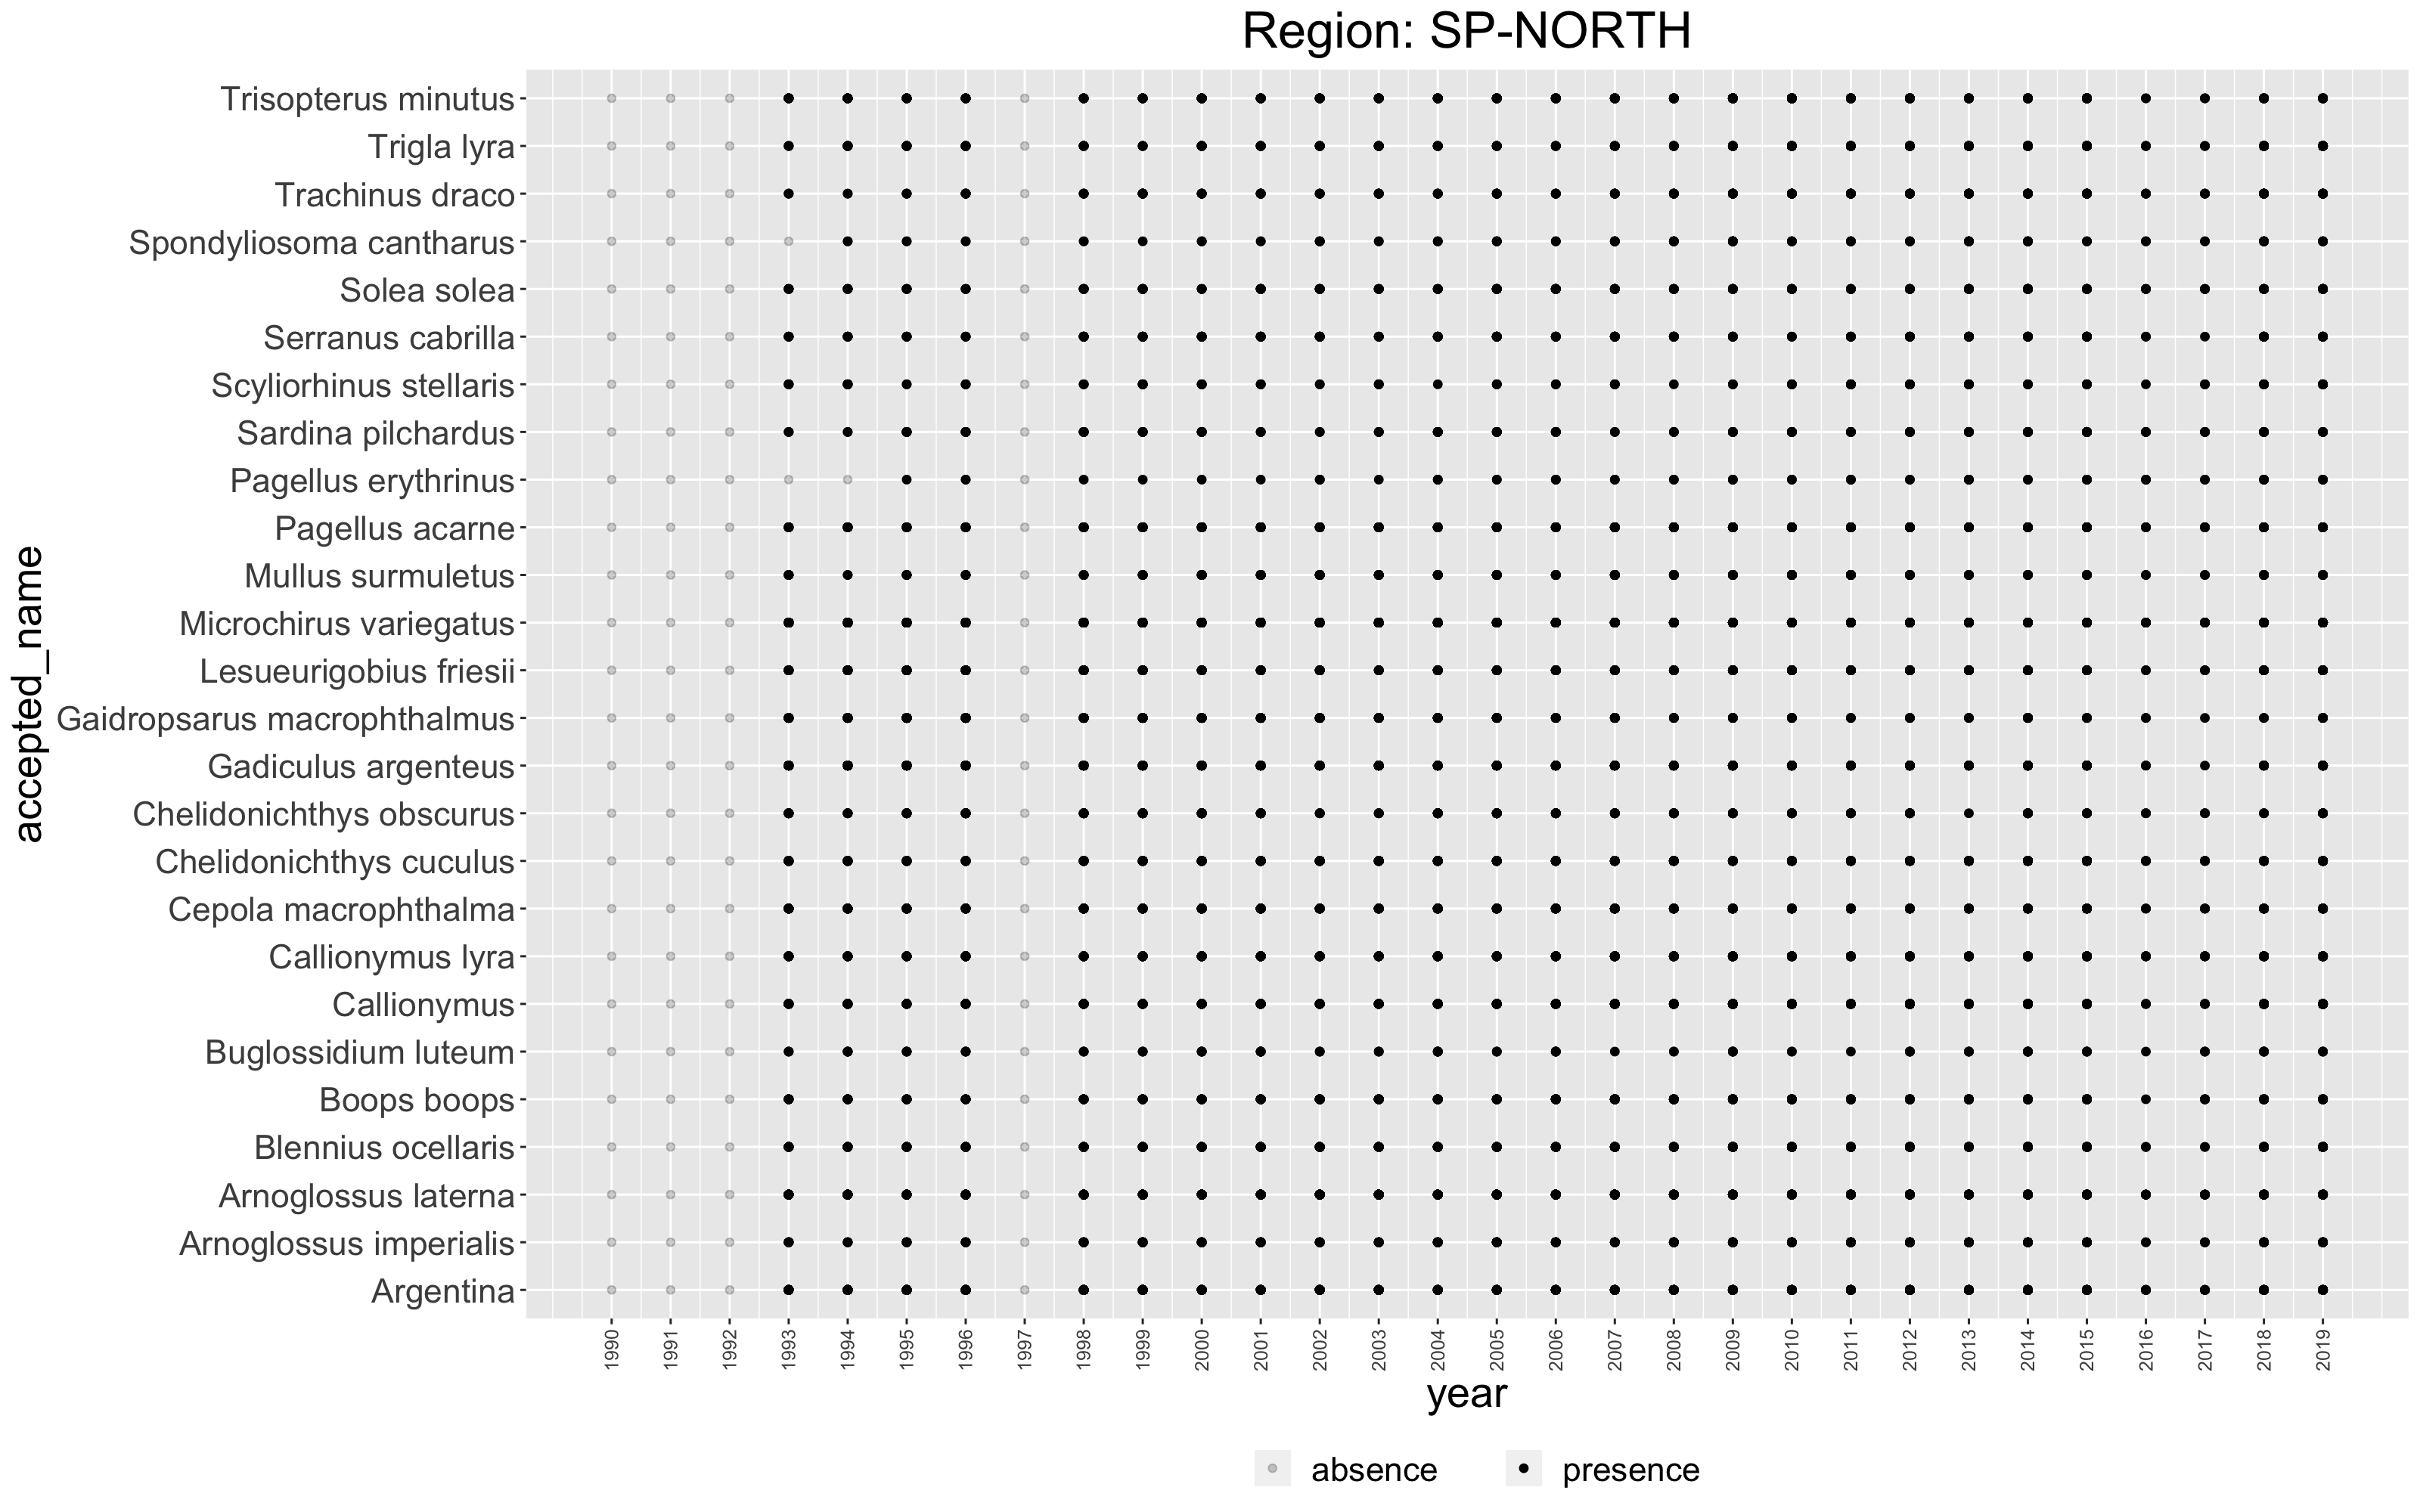 Region: SP-NORTH
accepted_name
Trisopterus minutus
Trigla lyra
Trachinus draco
Spondyliosoma cantharus
Solea solea
Serranus cabrilla
Scyliorhinus stellaris
Sardina pilchardus
Pagellus erythrinus
Pagellus acarne
Mullus surmuletus
Microchirus variegatus
Lesueurigobius friesii
Gaidropsarus macrophthalmus
Gadiculus argenteus
Chelidonichthys obscurus
Chelidonichthys cuculus
Cepola macrophthalma
Callionymus lyra
Callionymus
Buglossidium luteum
Boops boops
Blennius ocellaris
Arnoglossus laterna
Arnoglossus imperialis
Argentina
1990 1991 1992 1993 1994 1995 1996 1997 1998 1999 2000 2001 2002 2003 2004 2005 2006 2007 2008 2009 2010 2011 2012 2013 2014 2015 2016 2017 2018 2019
year
absence presence